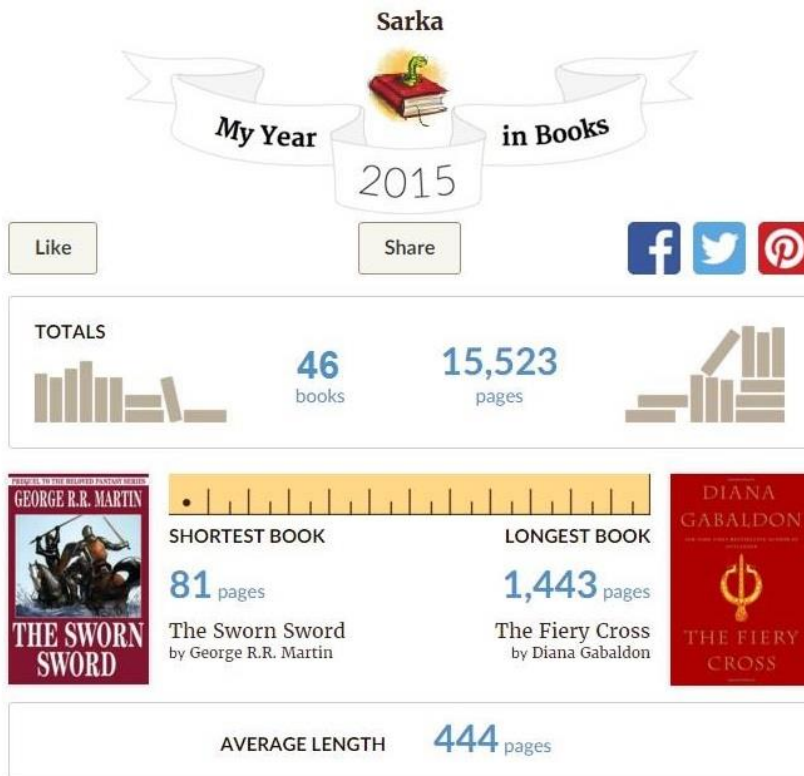 Sarka
My Year in Books
2015
Like
Share
TOTALS
46
books
15,523
pages
PREQUEL TO THE BELOVED FANTASY SERIES
GEORGE R.R. MARTIN
THE SWORN
SWORD
SHORTEST BOOK
81 pages
The Sworn Sword
by George R.R. Martin
LONGEST BOOK
1,443 pages
The Fiery Cross
by Diana Gabaldon
DIANA
GABALDON
THE FIERY
CROSS
AVERAGE LENGTH 444 pages